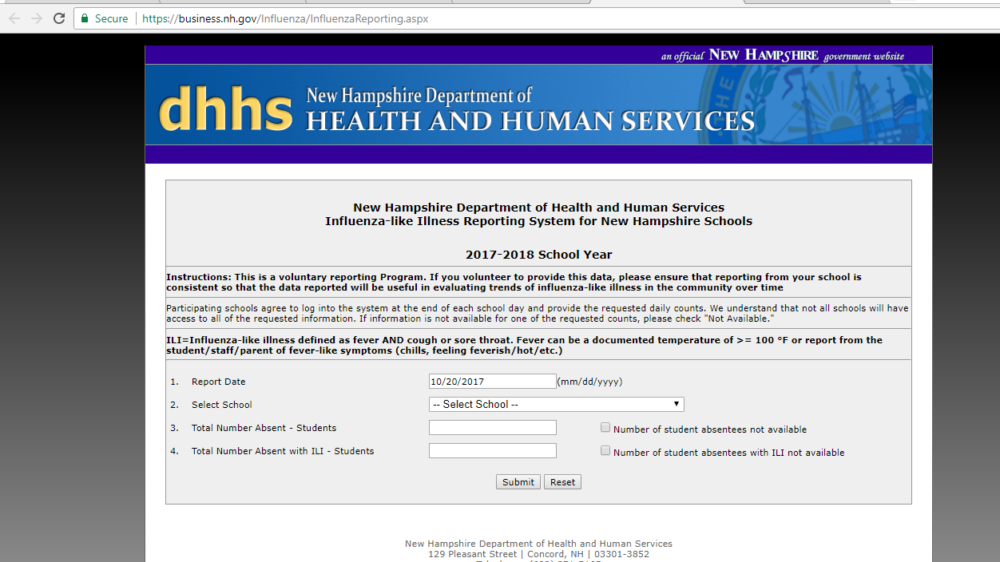 Secure | https://business.nh.gov/Influenza/InfluenzaReporting.aspx
an official NEW HAMPSHIRE government website
dhhs New Hampshire Department of
HEALTH AND HUMAN SERVICES
THE
New Hampshire Department of Health and Human Services
Influenza-like Illness Reporting System for New Hampshire Schools
2017-2018 School Year
Instructions: This is a voluntary reporting Program. If you volunteer to provide this data, please ensure that reporting from your school is
consistent so that the data reported will be useful in evaluating trends of influenza-like illness in the community over time
Participating schools agree to log into the system at the end of each school day and provide the requested daily counts. We understand that not all schools will have
access to all of the requested information. If information is not available for one of the requested counts, please check "Not Available."
ILI=Influenza-like illness defined as fever AND cough or sore throat. Fever can be a documented temperature of >= 100 °F or report from the
student/staff/parent of fever-like symptoms (chills, feeling feverish/hot/etc.)
1. Report Date 10/20/2017 (mm/dd/yyyy)
2. Select School -- Select School --
3. Total Number Absent - Students Number of student absentees not available
4. Total Number Absent with ILI - Students Number of student absentees with ILI not available
Submit Reset
New Hampshire Department of Health and Human Services
129 Pleasant Street | Concord, NH | 03301-3852